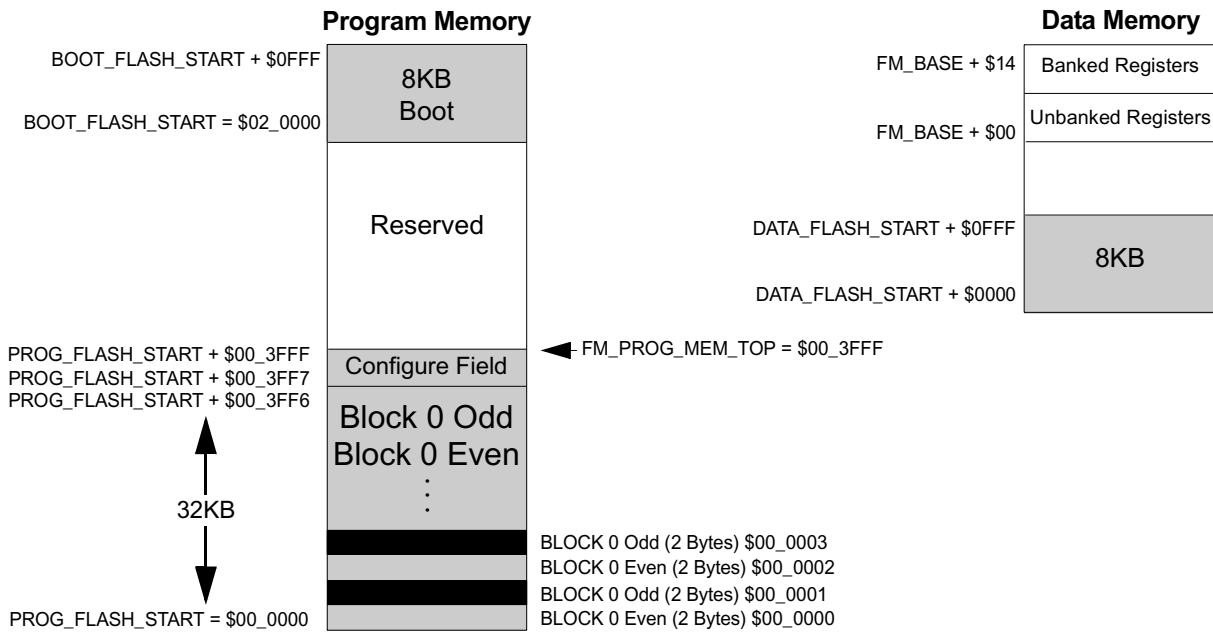 Program Memory
BOOT_FLASH_START + $0FFF
8KB
Boot
BOOT_FLASH_START = $02_0000
Reserved
PROG_FLASH_START + $00_3FFF
FM_PROG_MEM_TOP = $00_3FFF
Configure Field
PROG_FLASH_START + $00_3FF7
PROG_FLASH_START + $00_3FF6
Block 0 Odd
Block 0 Even
32KB
BLOCK 0 Odd (2 Bytes) $00_0003
BLOCK 0 Even (2 Bytes) $00_0002
BLOCK 0 Odd (2 Bytes) $00_0001
PROG_FLASH_START = $00_0000
BLOCK 0 Even (2 Bytes) $00_0000
Data Memory
FM_BASE + $14
Banked Registers
Unbanked Registers
FM_BASE + $00
DATA_FLASH_START + $0FFF
8KB
DATA_FLASH_START + $0000